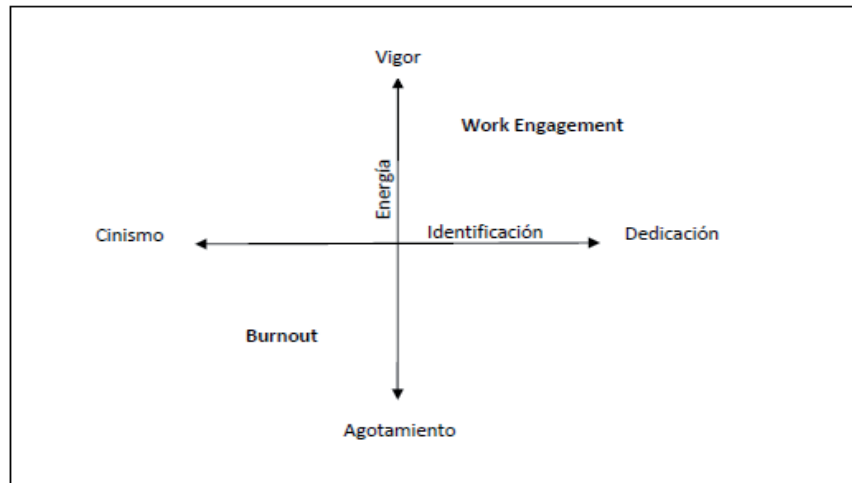 Vigor
Work Engagement
Energía
Cinismo
Identificación
Dedicación
Burnout
Agotamiento